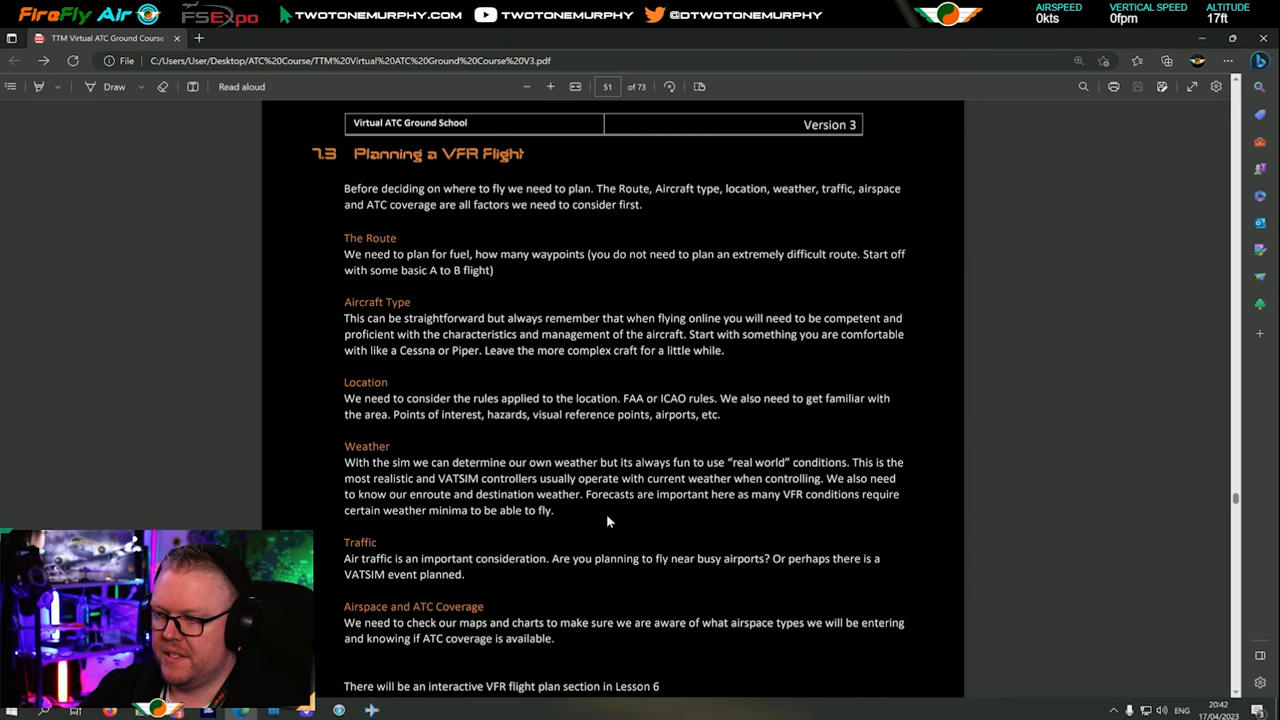 FireFly Air
FSExpo
TWOTONEMURPHY.COM
TWOTONEMURPHY
@DTWOTONEMURPHY
AIRSPEED
0kts
VERTICAL SPEED
0fpm
ALTITUDE
17ft
TTM Virtual ATC Ground Course
File
C:/Users/User/Desktop/ATC%20Course/TTM%20Virtual%20ATC%20Ground%20Course%20V3.pdf
Draw
Read aloud
51 of 73
Virtual ATC Ground School
Version 3
7.3 Planning a VFR Flight
Before deciding on where to fly we need to plan. The Route, Aircraft type, location, weather, traffic, airspace
and ATC coverage are all factors we need to consider first.
The Route
We need to plan for fuel, how many waypoints (you do not need to plan an extremely difficult route. Start off
with some basic A to B flight)
Aircraft Type
This can be straightforward but always remember that when flying online you will need to be competent and
proficient with the characteristics and management of the aircraft. Start with something you are comfortable
with like a Cessna or Piper. Leave the more complex craft for a little while.
Location
We need to consider the rules applied to the location. FAA or ICAO rules. We also need to get familiar with
the area. Points of interest, hazards, visual reference points, airports, etc.
Weather
With the sim we can determine our own weather but its always fun to use “real world” conditions. This is the
most realistic and VATSIM controllers usually operate with current weather when controlling. We also need
to know our enroute and destination weather. Forecasts are important here as many VFR conditions require
certain weather minima to be able to fly.
Traffic
Air traffic is an important consideration. Are you planning to fly near busy airports? Or perhaps there is a
VATSIM event planned.
Airspace and ATC Coverage
We need to check our maps and charts to make sure we are aware of what airspace types we will be entering
and knowing if ATC coverage is available.
There will be an interactive VFR flight plan section in Lesson 6
ENG
20:42
17/04/2023